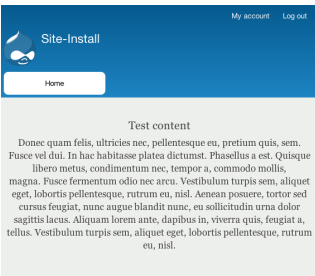 My account Log out
Site-Install
Home
Test content
Donec quam felis, ultricies nec, pellentesque eu, pretium quis, sem.
Fusce vel dui. In hac habitasse platea dictumst. Phasellus a est. Quisque
libero metus, condimentum nec, tempor a, commodo mollis,
magna. Fusce fermentum odio nec arcu. Vestibulum turpis sem, aliquet
eget, lobortis pellentesque, rutrum eu, nisl. Aenean posuere, tortor sed
cursus feugiat, nunc augue blandit nunc, eu sollicitudin urna dolor
sagittis lacus. Aliquam lorem ante, dapibus in, viverra quis, feugiat a,
tellus. Vestibulum turpis sem, aliquet eget, lobortis pellentesque, rutrum
eu, nisl.